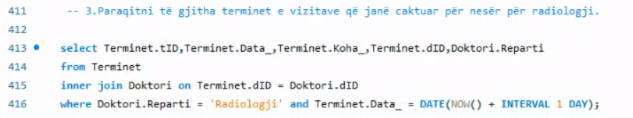 411 -- 3.Paraqitni të gjitha terminet e vizitave që janë caktuar për nesër për radiologji.
412
413 select Terminet.tID,Terminet.Data_,Terminet.Koha_,Terminet.dID,Doktori.Reparti
414 from Terminet
415 inner join Doktori on Terminet.dID = Doktori.dID
416 where Doktori.Reparti = 'Radiologji' and Terminet.Data_ = DATE(NOW() + INTERVAL 1 DAY);